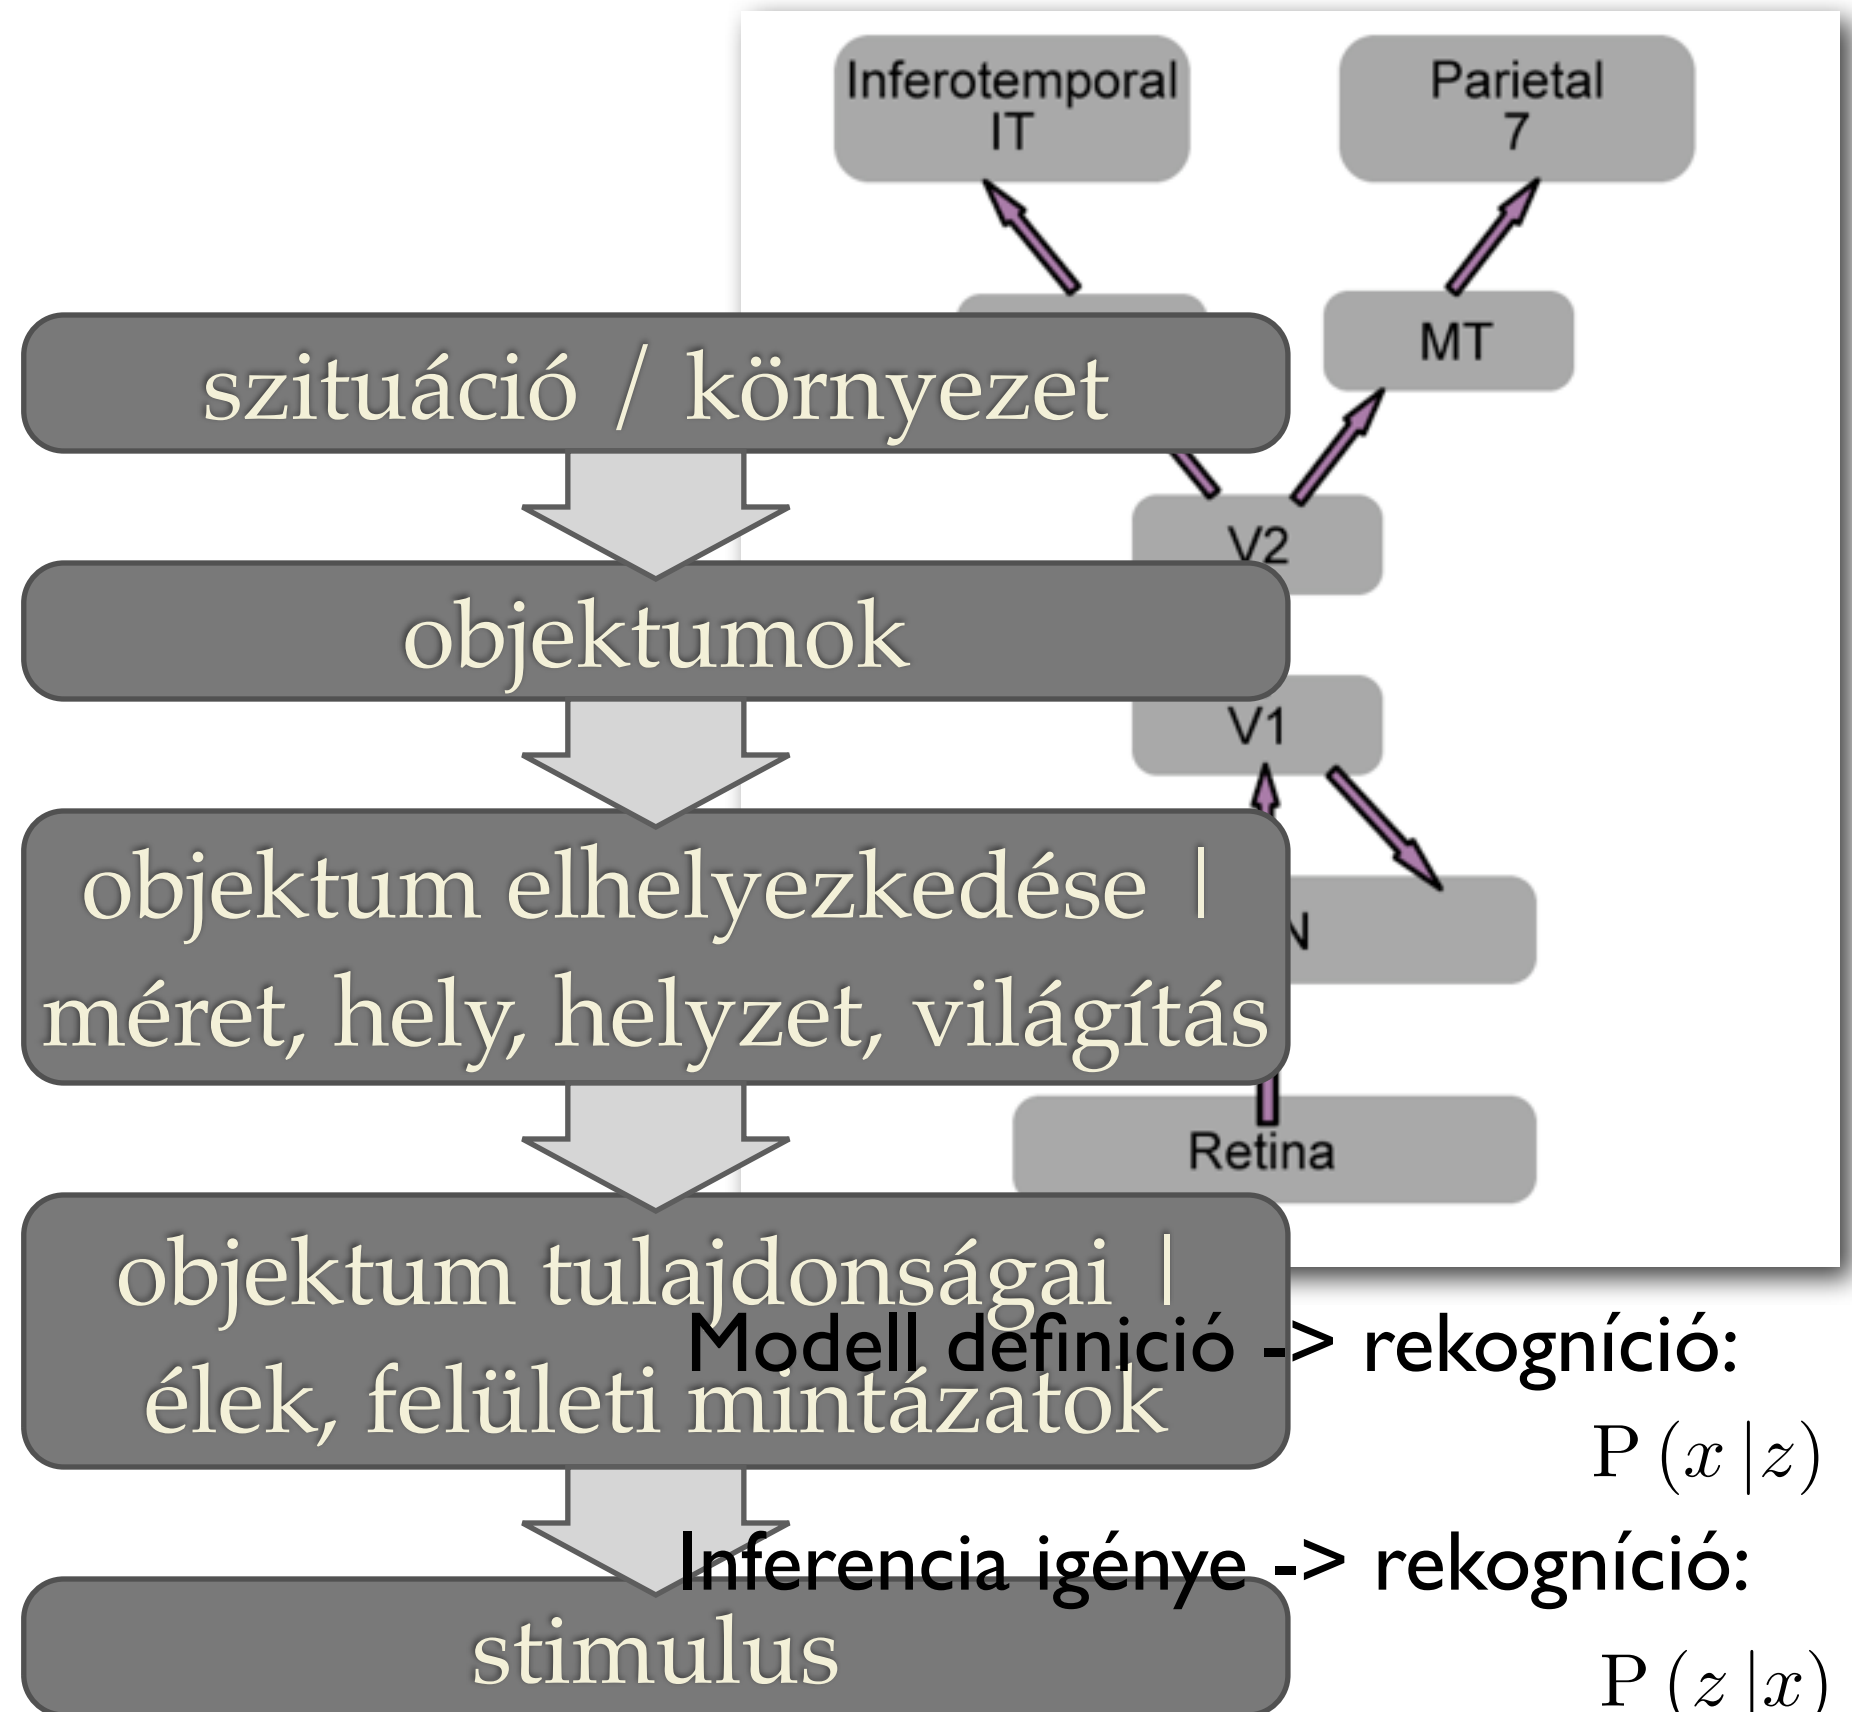 Inferotemporal
IT
Parietal
7
MT
szituáció / környezet
V2
objektumok
V1
objektum elhelyezkedése |
méret, hely, helyzet, világítás
N
Retina
objektum tulajdonságai |
élek, felületi mintázatok
Modell definíció -> rekogníció:
P (x |z)
Inferencia igénye -> rekogníció:
stimulus
P (z |x)